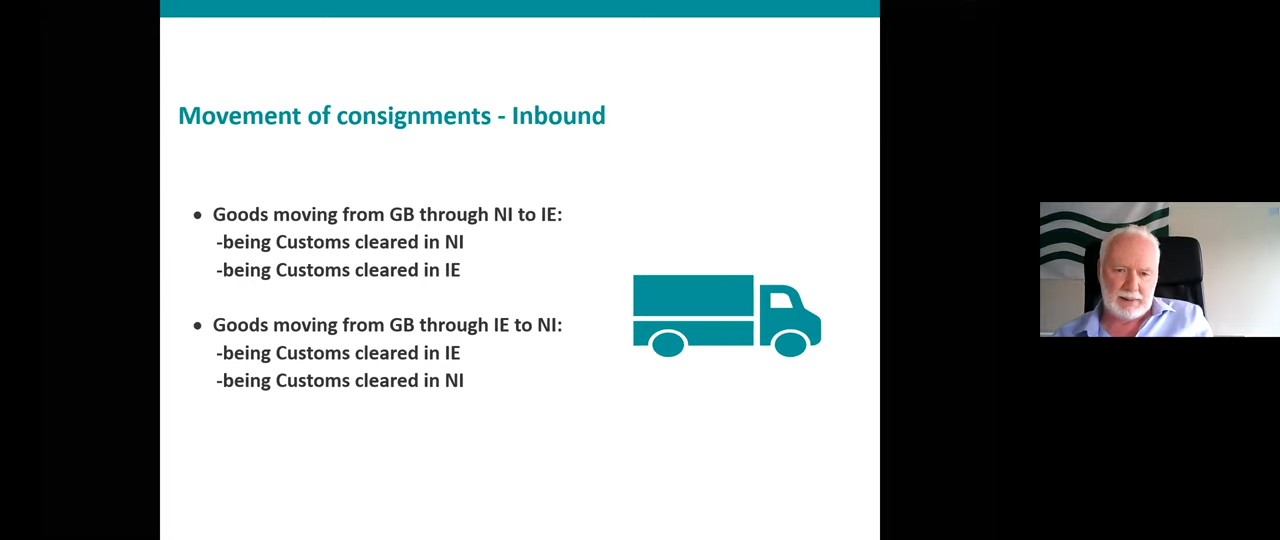 Movement of consignments - Inbound
• Goods moving from GB through NI to IE:
-being Customs cleared in NI
-being Customs cleared in IE
• Goods moving from GB through IE to NI:
-being Customs cleared in IE
-being Customs cleared in NI